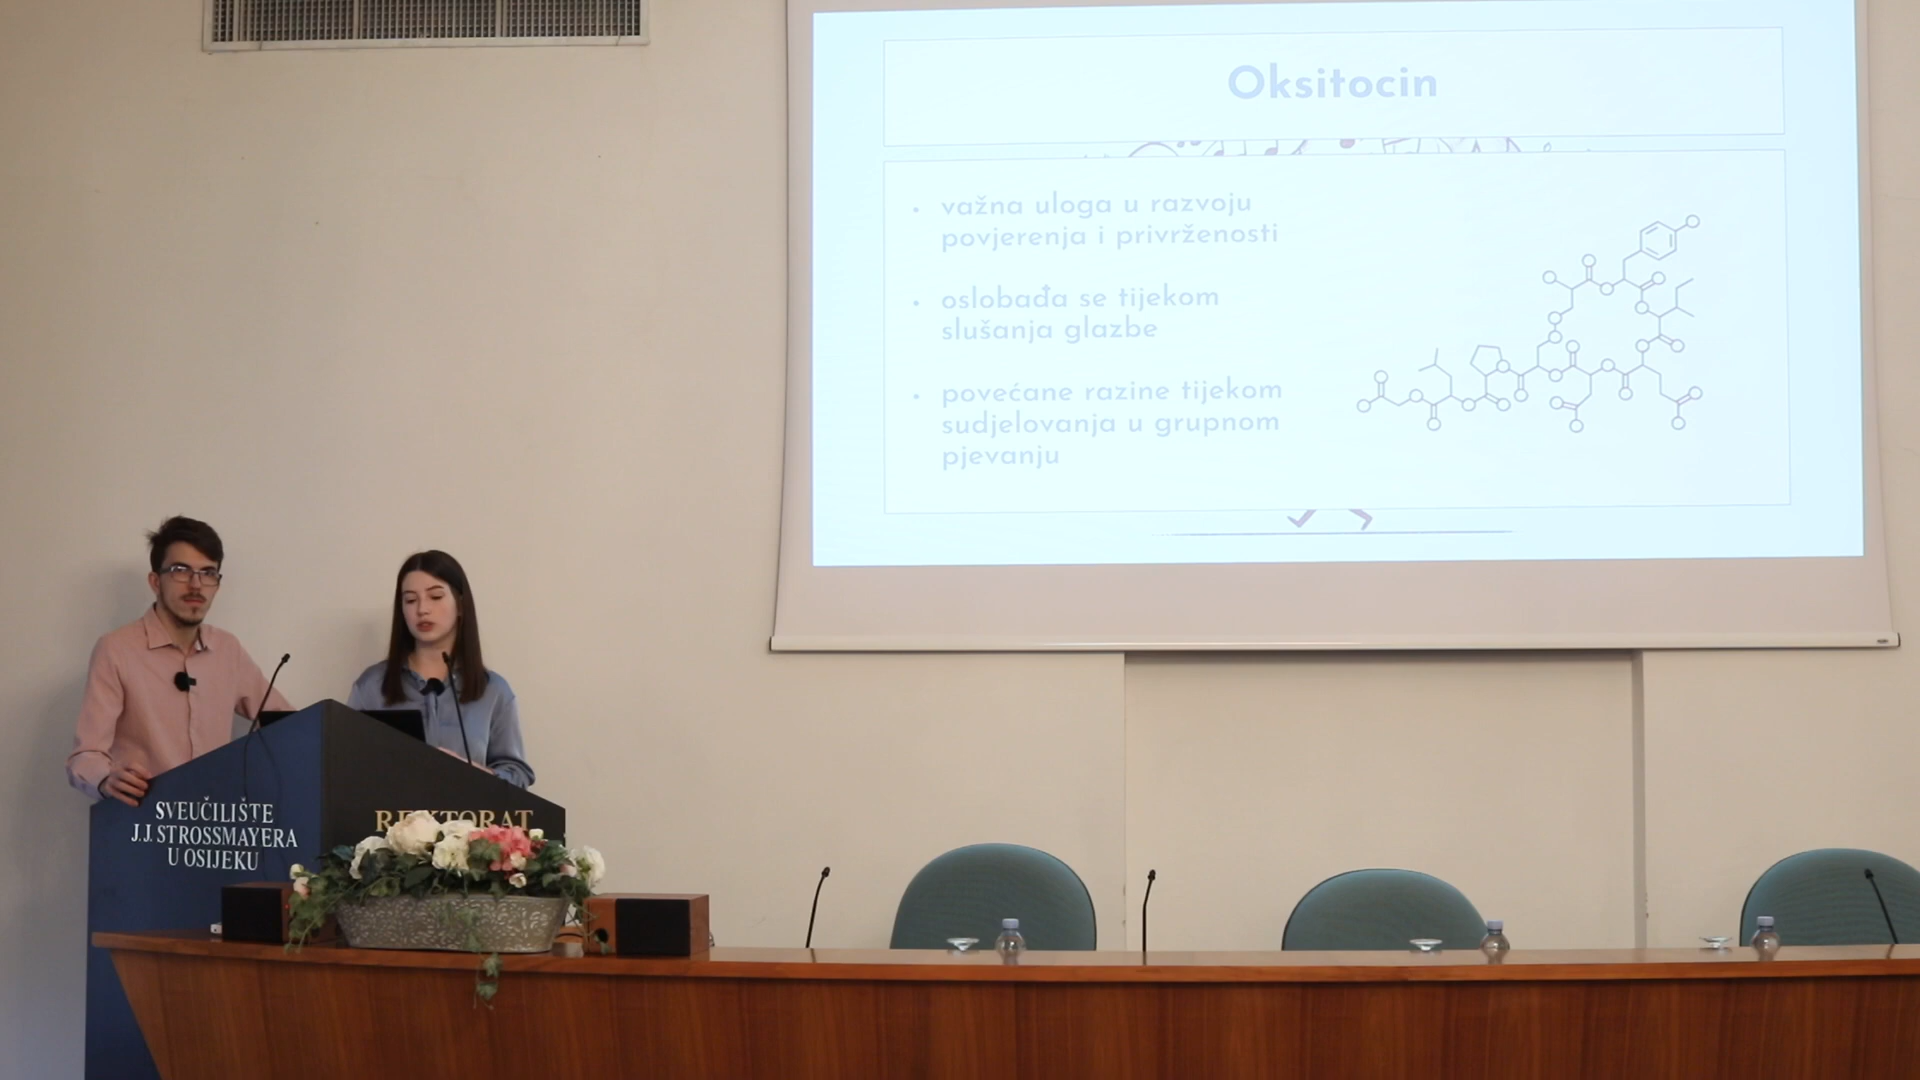 Oksitocin
• važna uloga u razvoju
povjerenja i privrženosti
• oslobađa se tijekom
slušanja glazbe
• povećane razine tijekom
sudjelovanja u grupnom
pjevanju
SVEUČILIŠTE
J.J. STROSSMAYERA
U OSIJEKU
REKTORAT